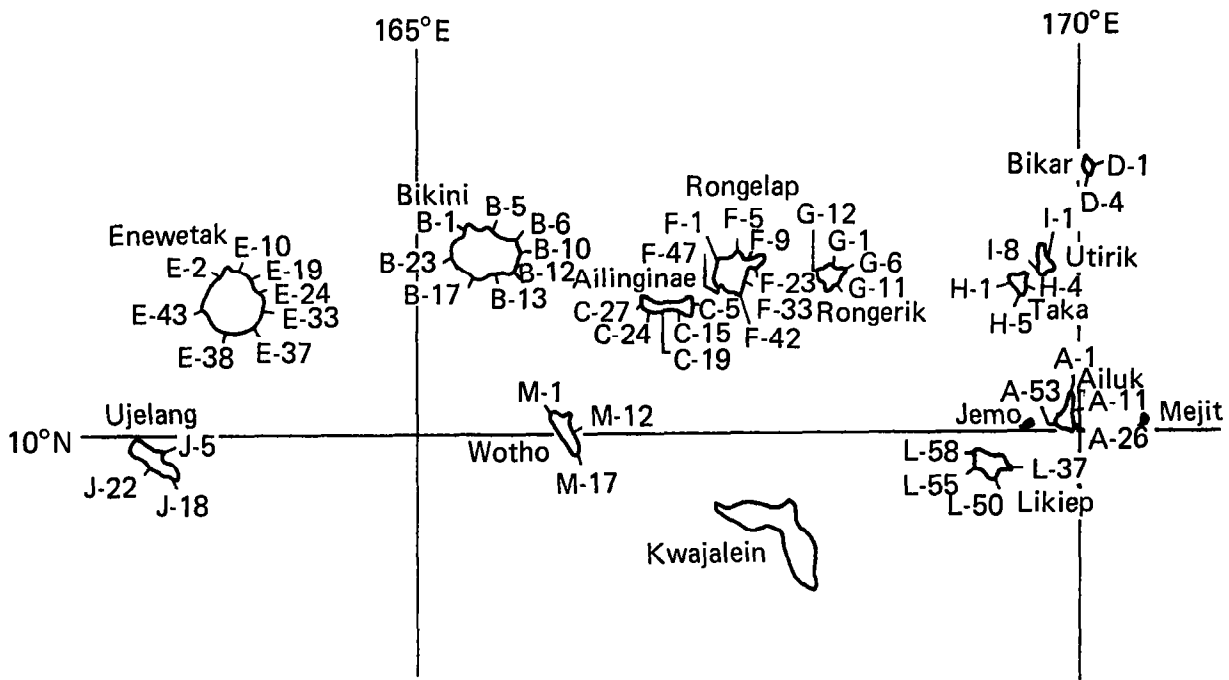 165°E
170°E
Bikar
D-1
D-4
Bikini
B-1
B-5
B-6
B-10
B-12
B-13
B-17
B-23
Rongelap
F-1
F-5
F-9
F-47
F-23
F-33
F-42
G-12
G-1
G-6
G-11
Rongerik
I-1
I-8
Utirik
H-1
H-4
H-5
Taka
Enewetak
E-2
E-10
E-19
E-24
E-33
E-37
E-38
E-43
Ailinginae
C-27
C-24
C-5
C-15
C-19
A-1
Ailuk
A-53
A-11
A-26
Jemo
Mejit
Ujelang
10°N
J-5
J-22
J-18
M-1
M-12
Wotho
M-17
L-58
L-37
L-55
L-50
Likiep
Kwajalein